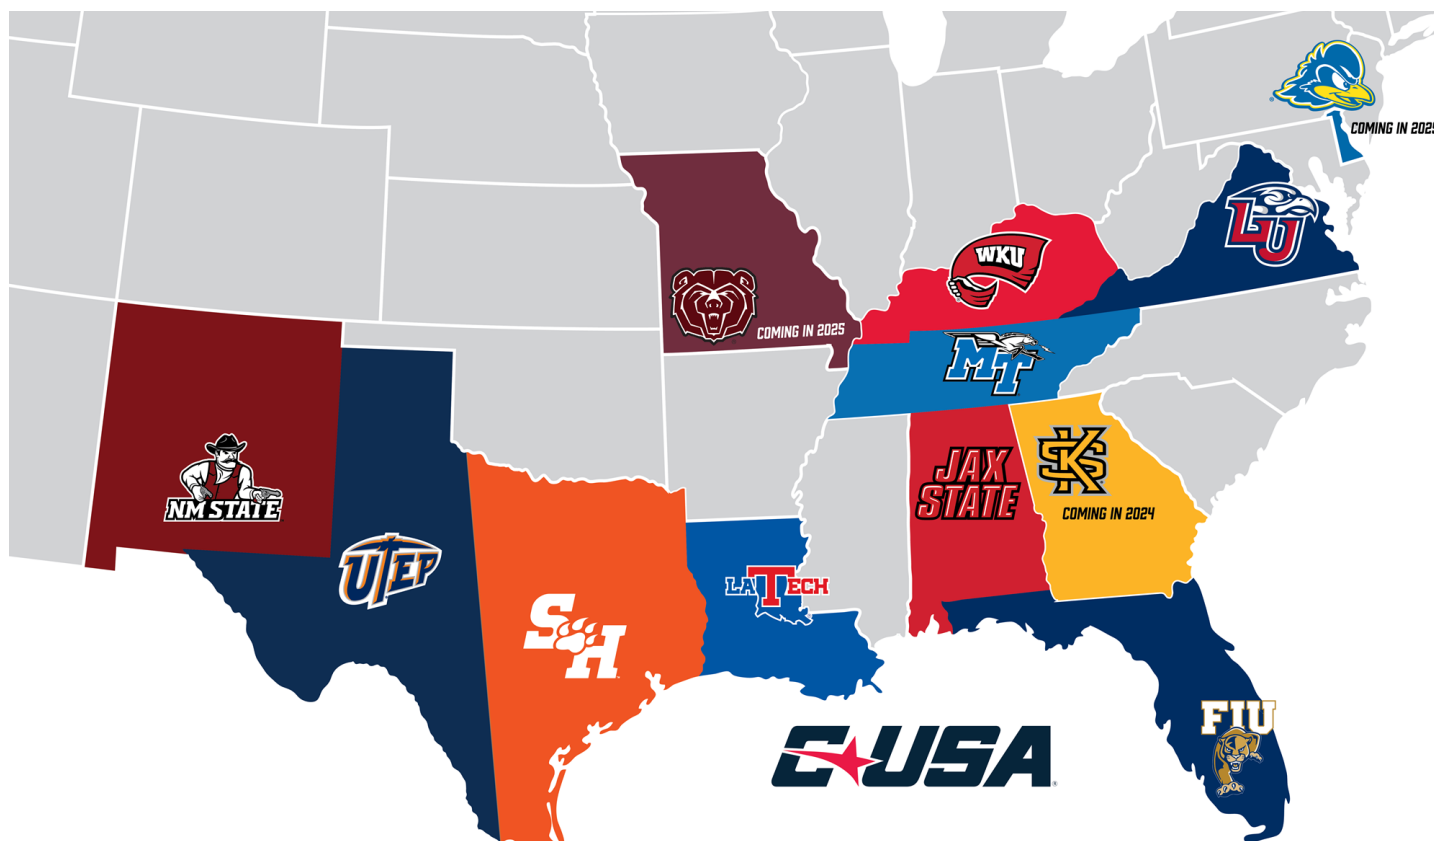 COMING IN 2025
LU
WKU
COMING IN 2025
MT
JAX
STATE
KS
COMING IN 2024
NM STATE
UTEP
LA TECH
SH
FIU
C USA